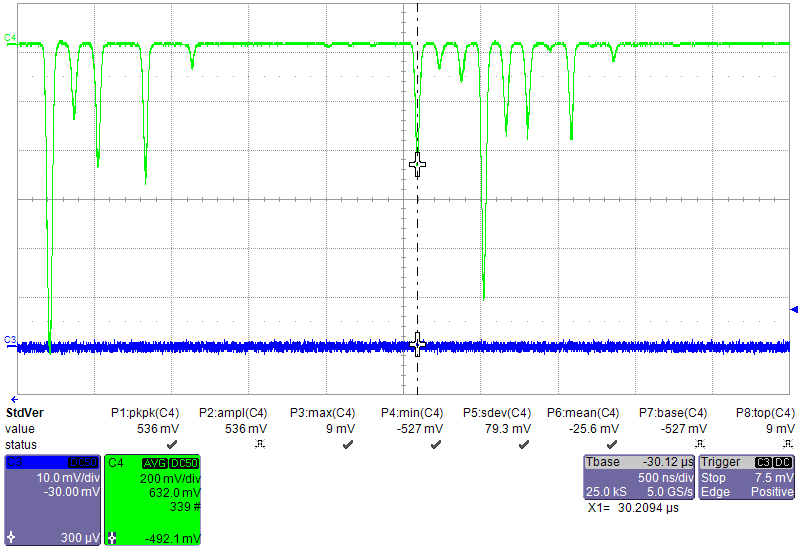 C4
C3
StdVer P1:pkpk(C4) P2:ampl(C4) P3:max(C4) P4:min(C4) P5:sdev(C4) P6:mean(C4) P7:base(C4) P8:top(C4)
value 536 mV 536 mV 9 mV -527 mV 79.3 mV -25.6 mV -527 mV 9 mV
status
C3 DC50
10.0 mV/div
-30.00 mV
300 µV
C4 AVG DC50
200 mV/div
632.0 mV
339 #
-492.1 mV
Tbase -30.12 µs
500 ns/div
25.0 kS 5.0 GS/s
Trigger C3 DC
Stop 7.5 mV
Edge Positive
X1= 30.2094 µs